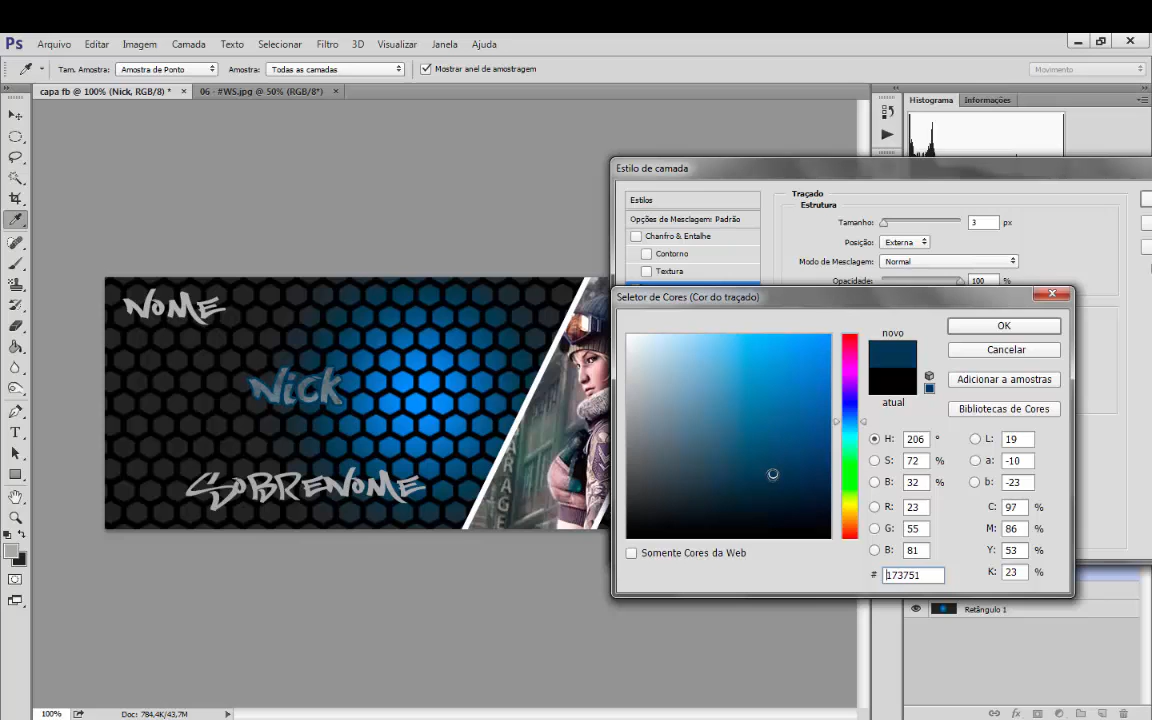 Ps Arquivo Editar Imagem Camada Texto Selecionar Filtro 3D Visualizar Janela Ajuda
Tam. Amostra: Amostra de Ponto Amostra: Todas as camadas Mostrar anel de amostragem Movimento
capa fb @ 100% (Nick, RGB/8) * × 06 - #WS.jpg @ 50% (RGB/8*) ×
Histograma Informações
Estilo de camada
Estilos
Opções de Mesclagem: Padrão
Chanfro & Entalhe
Contorno
Textura
Traçado
Estrutura
Tamanho: 3 px
Posição: Externa
Modo de Mesclagem: Normal
Opacidade: 100
Seletor de Cores (Cor do traçado)
novo
atual
OK
Cancelar
Adicionar a amostras
Bibliotecas de Cores
H: 206 ° L: 19
S: 72 % a: -10
B: 32 % b: -23
R: 23 C: 97 %
G: 55 M: 86 %
B: 81 Y: 53 %
# 173751 K: 23 %
Somente Cores da Web
Nome
Nick
Sobrenome
GARAGE
Retângulo 1
100% Doc: 784,4K/43,7M